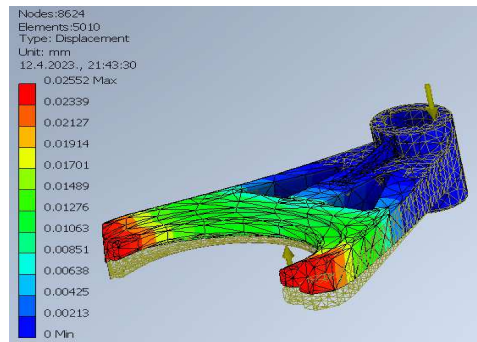 Nodes:8624
Elements:5010
Type: Displacement
Unit: mm
12.4.2023., 21:43:30
0.02552 Max
0.02339
0.02127
0.01914
0.01701
0.01489
0.01276
0.01063
0.00851
0.00638
0.00425
0.00213
0 Min